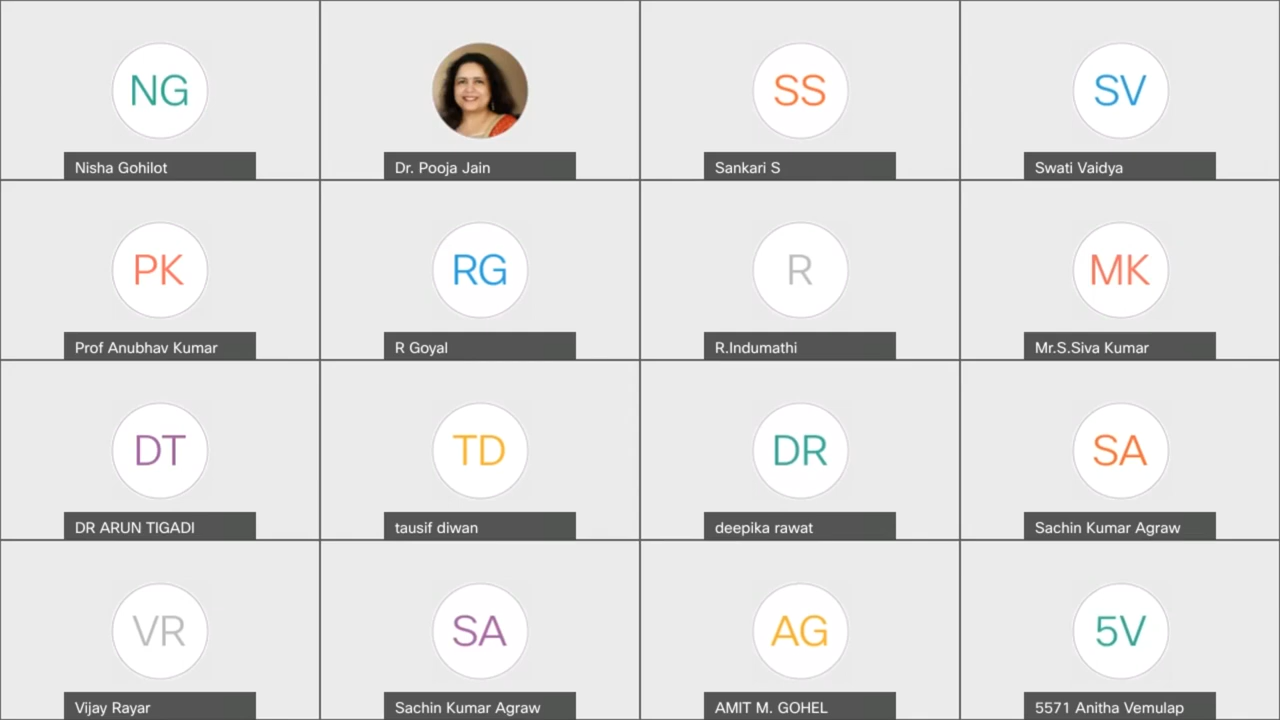 NG
Nisha Gohilot
Dr. Pooja Jain
SS
Sankari S
SV
Swati Vaidya
PK
Prof Anubhav Kumar
RG
R Goyal
R
R.Indumathi
MK
Mr.S.Siva Kumar
DT
DR ARUN TIGADI
TD
tausif diwan
DR
deepika rawat
SA
Sachin Kumar Agraw
VR
Vijay Rayar
SA
Sachin Kumar Agraw
AG
AMIT M. GOHEL
5V
5571 Anitha Vemulap